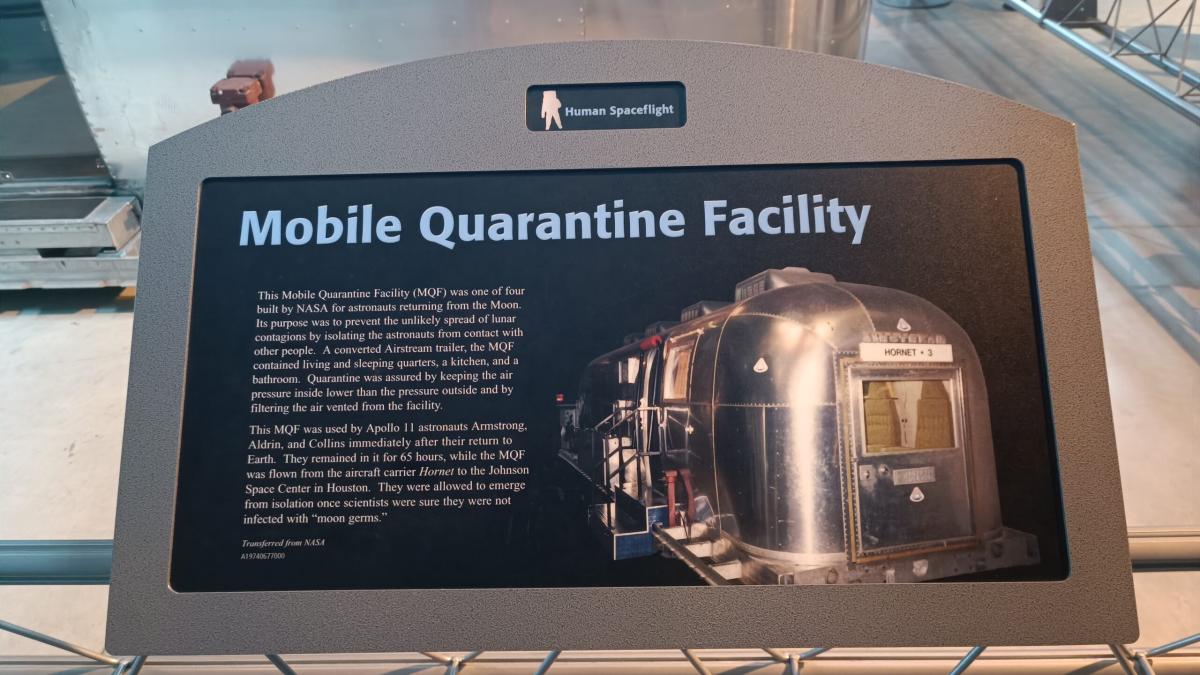 Human Spaceflight
Mobile Quarantine Facility
This Mobile Quarantine Facility (MQF) was one of four
built by NASA for astronauts returning from the Moon.
Its purpose was to prevent the unlikely spread of lunar
contagions by isolating the astronauts from contact with
other people.  A converted Airstream trailer, the MQF
contained living and sleeping quarters, a kitchen, and a
bathroom.  Quarantine was assured by keeping the air
pressure inside lower than the pressure outside and by
filtering the air vented from the facility.
This MQF was used by Apollo 11 astronauts Armstrong,
Aldrin, and Collins immediately after their return to
Earth.  They remained in it for 65 hours, while the MQF
was flown from the aircraft carrier Hornet to the Johnson
Space Center in Houston.  They were allowed to emerge
from isolation once scientists were sure they were not
infected with “moon germs.”
Transferred from NASA
A19740677000
AIRSTREAM
HORNET + 3